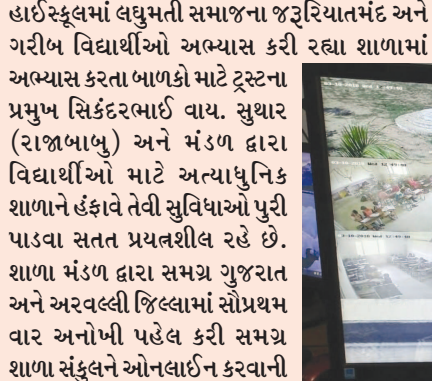 હાઈસ્કૂલમાં લઘુમતી સમાજના જરૂરિયાતમંદ અને
ગરીબ વિદ્યાર્થીઓ અભ્યાસ કરી રહ્યા શાળામાં
અભ્યાસ કરતા બાળકો માટે ટ્રસ્ટના
પ્રમુખ સિકંદરભાઈ વાય. સુથાર
(રાજાબાબુ) અને મંડળ દ્વારા
વિદ્યાર્થીઓ માટે અત્યાધુનિક
શાળાને હંફાવે તેવી સુવિધાઓ પુરી
પાડવા સતત પ્રયત્નશીલ રહે છે.
શાળા મંડળ દ્વારા સમગ્ર ગુજરાત
અને અરવલ્લી જિલ્લામાં સૌપ્રથમ
વાર અનોખી પહેલ કરી સમગ્ર
શાળા સંકુલને ઓનલાઈન કરવાની